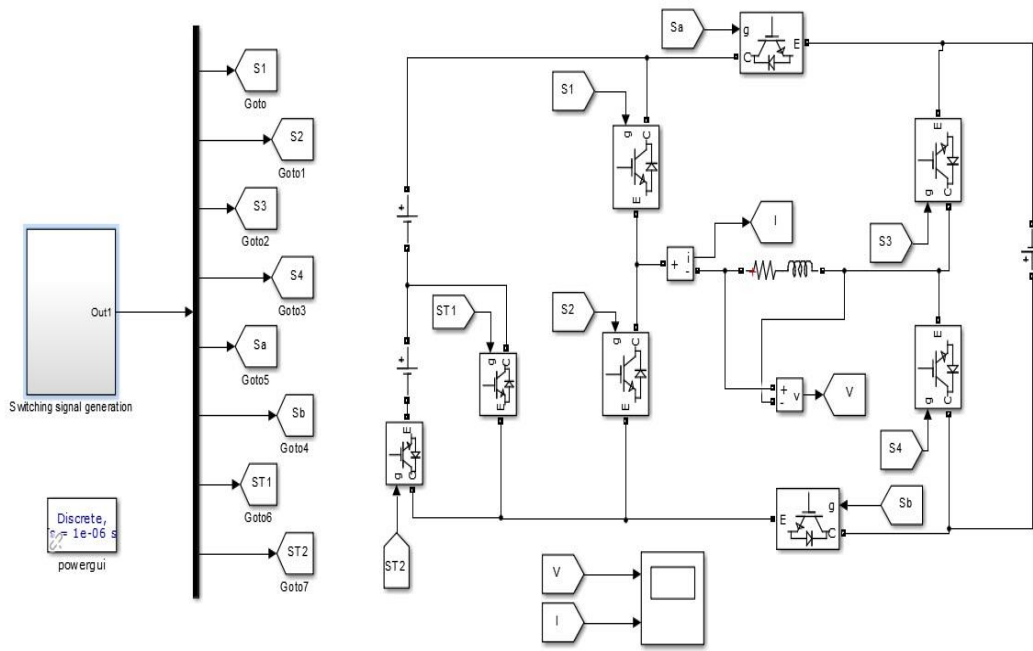 S1
Goto
S2
Goto1
S3
Goto2
S4
Goto3
Out1
Sa
Goto5
Switching signal generation
Sb
Goto4
ST1
Goto6
Discrete,
s = 1e-06 s
powergui
ST2
Goto7
Sa
g
C
E
S1
g
C
E
+
I
+
i
-
S3
E
g
C
+
ST1
g
C
E
S2
g
C
E
+
+
-
v
V
S4
E
g
C
+
E
g
C
ST2
Sb
g
E
C
V
I